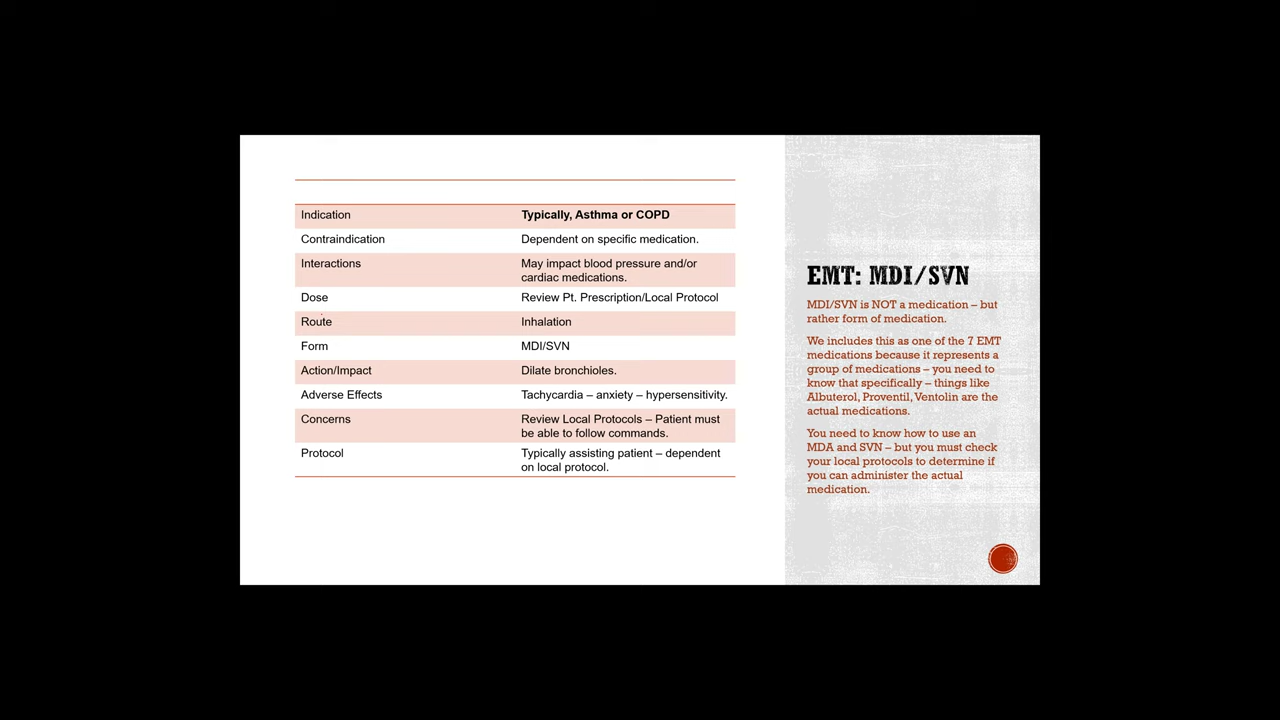 Indication Typically, Asthma or COPD
Contraindication Dependent on specific medication.
Interactions May impact blood pressure and/or
cardiac medications.
Dose Review Pt. Prescription/Local Protocol
Route Inhalation
Form MDI/SVN
Action/Impact Dilate bronchioles.
Adverse Effects Tachycardia – anxiety – hypersensitivity.
Concerns Review Local Protocols – Patient must
be able to follow commands.
Protocol Typically assisting patient – dependent
on local protocol.
EMT: MDI/SVN
MDI/SVN is NOT a medication – but
rather form of medication.
We includes this as one of the 7 EMT
medications because it represents a
group of medications – you need to
know that specifically – things like
Albuterol, Proventil, Ventolin are the
actual medications.
You need to know how to use an
MDA and SVN – but you must check
your local protocols to determine if
you can administer the actual
medication.